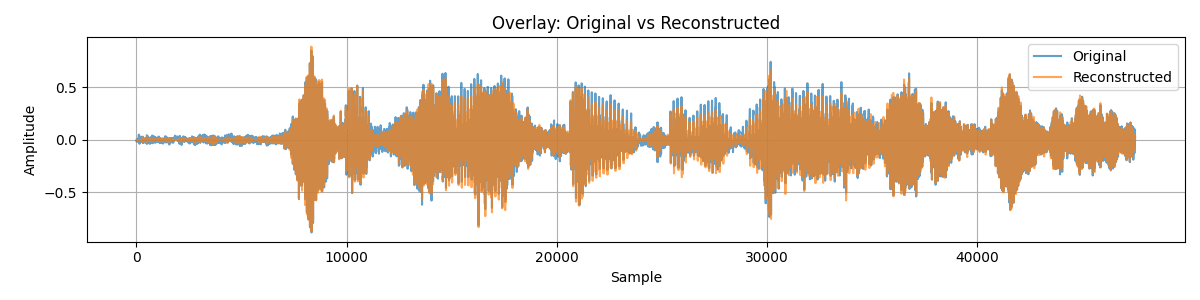 Overlay: Original vs Reconstructed
Original
Reconstructed
Amplitude
0.5
0.0
−0.5
0 10000 20000 30000 40000
Sample